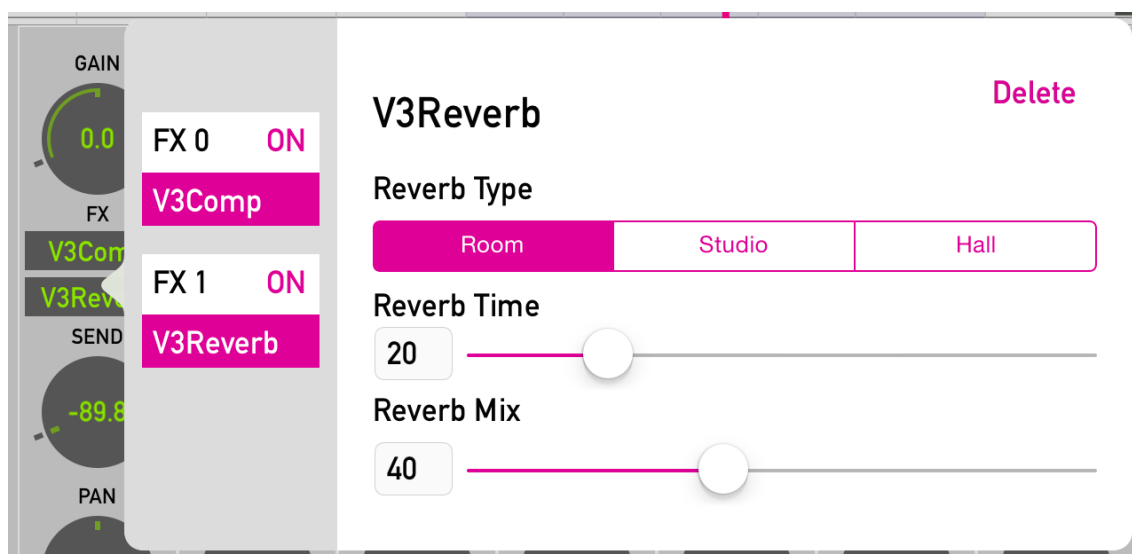 GAIN
0.0
FX
V3Com
V3Rev
SEND
-89.8
PAN
FX 0 ON
V3Comp
FX 1 ON
V3Reverb
V3Reverb
Delete
Reverb Type
Room Studio Hall
Reverb Time
20
Reverb Mix
40